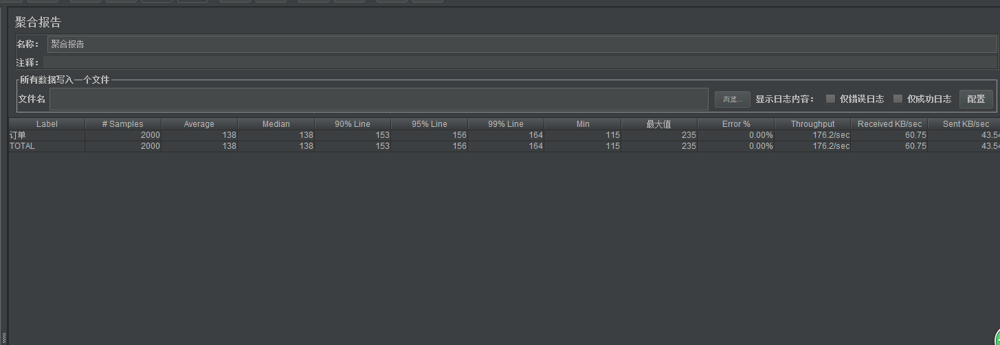 聚合报告
名称： 聚合报告
注释：
所有数据写入一个文件
文件名 浏览... 显示日志内容： 仅错误日志 仅成功日志 配置
Label # Samples Average Median 90% Line 95% Line 99% Line Min 最大值 Error % Throughput Received KB/sec Sent KB/sec
订单 2000 138 138 153 156 164 115 235 0.00% 176.2/sec 60.75 43.54
TOTAL 2000 138 138 153 156 164 115 235 0.00% 176.2/sec 60.75 43.54